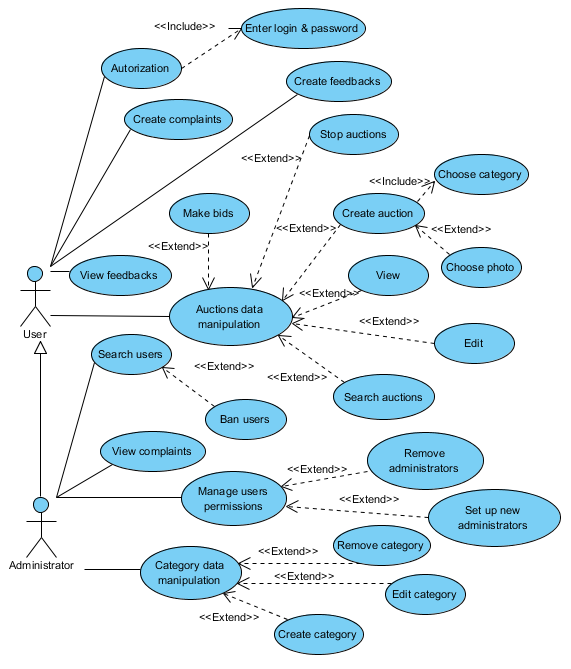 <<Include>>
Enter login & password
Autorization
Create feedbacks
Create complaints
Stop auctions
<<Extend>>
<<Include>>
Choose category
Make bids
Create auction
<<Extend>>
<<Extend>>
<<Extend>>
View feedbacks
View
Choose photo
<<Extend>>
Auctions data
manipulation
<<Extend>>
User
Edit
Search users
<<Extend>>
<<Extend>>
Search auctions
Ban users
View complaints
Remove
administrators
<<Extend>>
Manage users
permissions
<<Extend>>
Set up new
administrators
Remove category
<<Extend>>
Administrator
Category data
manipulation
<<Extend>>
Edit category
<<Extend>>
Create category